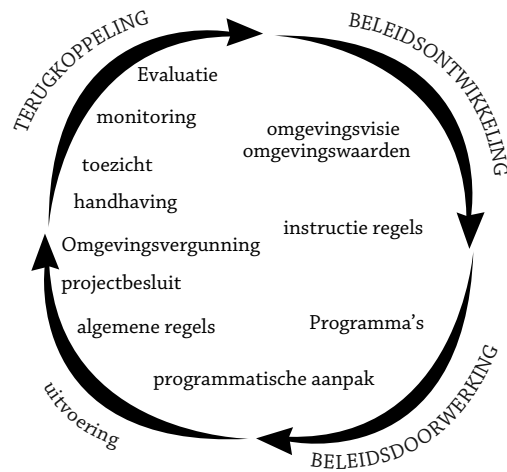 TERUGKOPPELING
BELEIDSONTWIKKELING
Evaluatie
monitoring
omgevingsvisie
omgevingswaarden
toezicht
handhaving
instructie regels
Omgevingsvergunning
projectbesluit
Programma's
algemene regels
programmatische aanpak
uitvoering
BELEIDSDOORWERKING